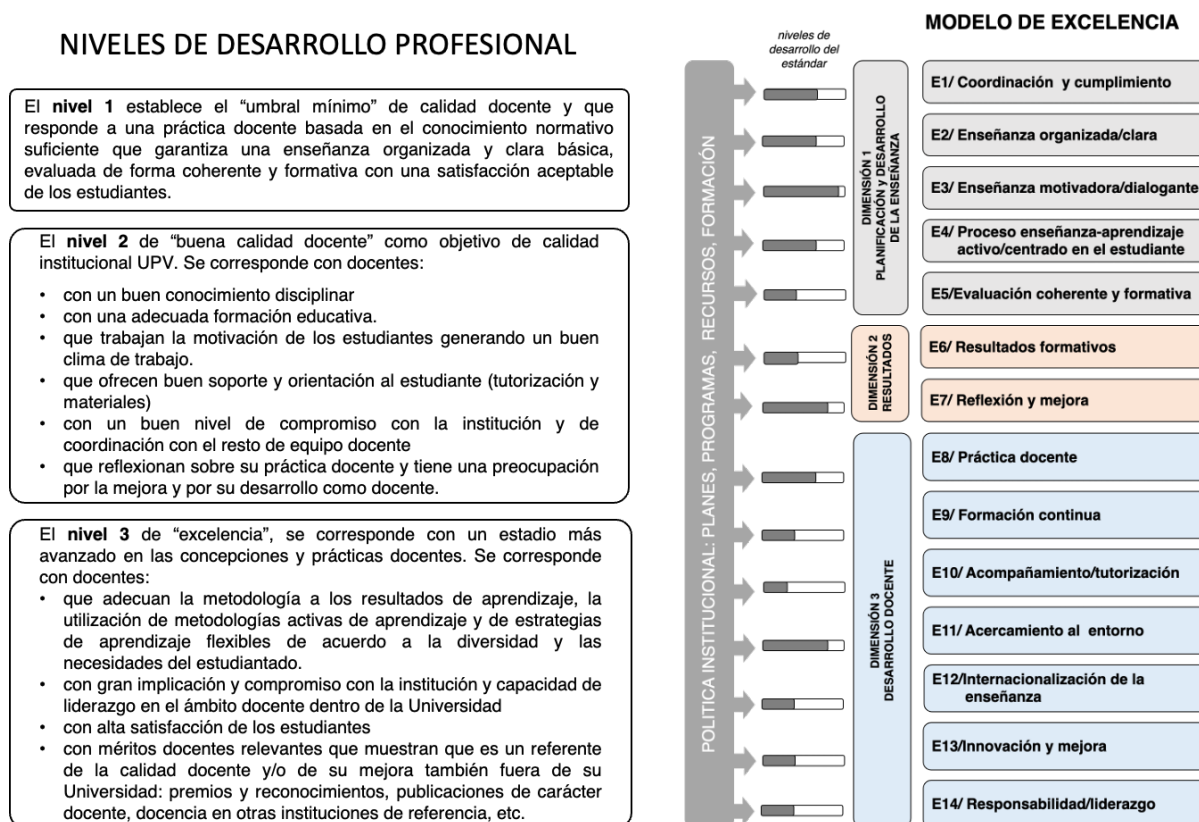 NIVELES DE DESARROLLO PROFESIONAL
El nivel 1 establece el “umbral mínimo” de calidad docente y que
responde a una práctica docente basada en el conocimiento normativo
suficiente que garantiza una enseñanza organizada y clara básica,
evaluada de forma coherente y formativa con una satisfacción aceptable
de los estudiantes.
El nivel 2 de “buena calidad docente” como objetivo de calidad
institucional UPV. Se corresponde con docentes:
• con un buen conocimiento disciplinar
• con una adecuada formación educativa.
• que trabajan la motivación de los estudiantes generando un buen
clima de trabajo.
• que ofrecen buen soporte y orientación al estudiante (tutorización y
materiales)
• con un buen nivel de compromiso con la institución y de
coordinación con el resto de equipo docente
• que reflexionan sobre su práctica docente y tiene una preocupación
por la mejora y por su desarrollo como docente.
El nivel 3 de “excelencia”, se corresponde con un estadio más
avanzado en las concepciones y prácticas docentes. Se corresponde
con docentes:
• que adecuan la metodología a los resultados de aprendizaje, la
utilización de metodologías activas de aprendizaje y de estrategias
de aprendizaje flexibles de acuerdo a la diversidad y las
necesidades del estudiantado.
• con gran implicación y compromiso con la institución y capacidad de
liderazgo en el ámbito docente dentro de la Universidad
• con alta satisfacción de los estudiantes
• con méritos docentes relevantes que muestran que es un referente
de la calidad docente y/o de su mejora también fuera de su
Universidad: premios y reconocimientos, publicaciones de carácter
docente, docencia en otras instituciones de referencia, etc.
MODELO DE EXCELENCIA
niveles de
desarrollo del
estándar
POLITICA INSTITUCIONAL: PLANES, PROGRAMAS, RECURSOS, FORMACIÓN
DIMENSIÓN 1
PLANIFICACIÓN y DESARROLLO
DE LA ENSEÑANZA
E1/ Coordinación y cumplimiento
E2/ Enseñanza organizada/clara
E3/ Enseñanza motivadora/dialogante
E4/ Proceso enseñanza-aprendizaje
activo/centrado en el estudiante
E5/Evaluación coherente y formativa
DIMENSIÓN 2
RESULTADOS
E6/ Resultados formativos
E7/ Reflexión y mejora
DIMENSIÓN 3
DESARROLLO DOCENTE
E8/ Práctica docente
E9/ Formación continua
E10/ Acompañamiento/tutorización
E11/ Acercamiento al entorno
E12/Internacionalización de la
enseñanza
E13/Innovación y mejora
E14/ Responsabilidad/liderazgo